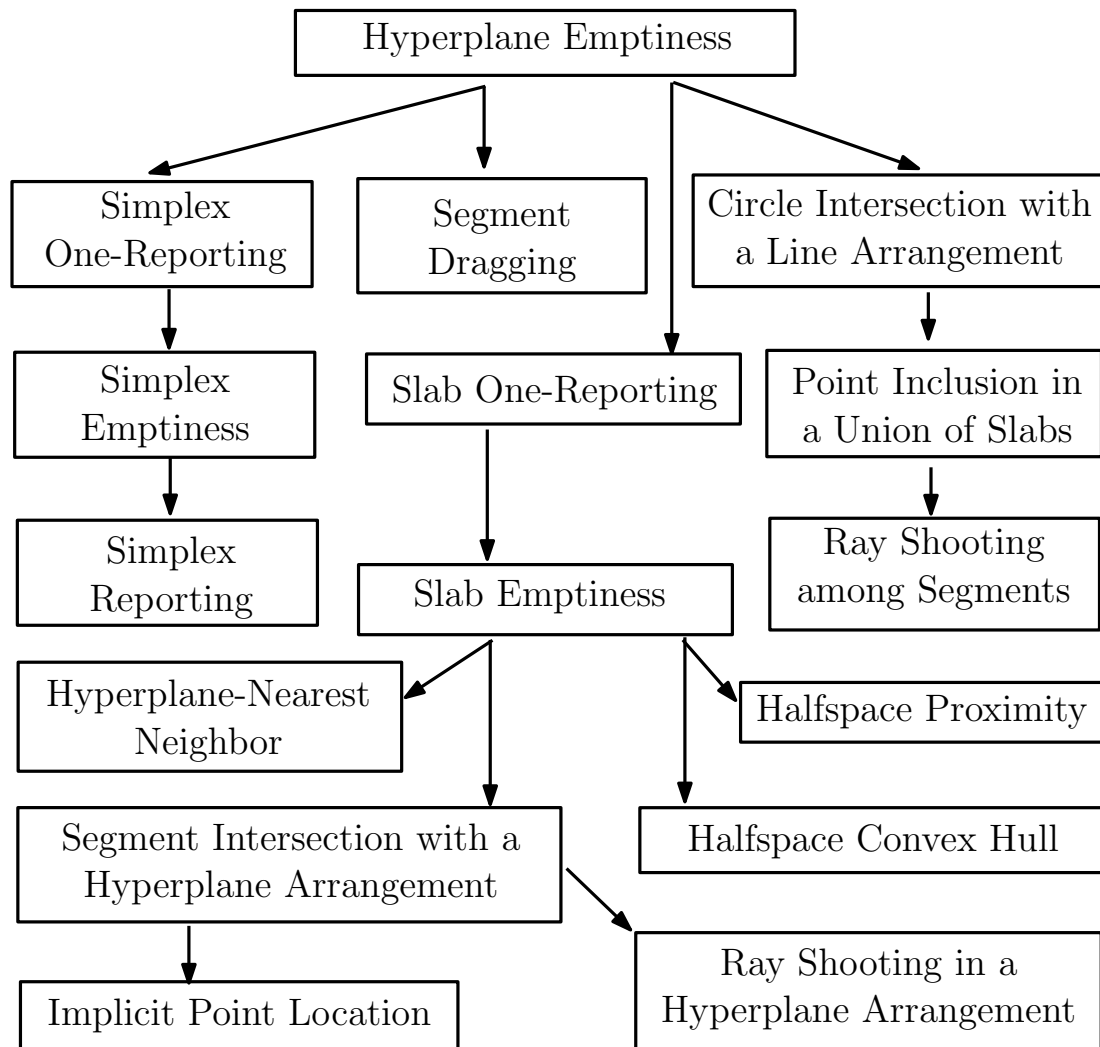 Hyperplane Emptiness
Simplex
One-Reporting
Segment
Dragging
Circle Intersection with
a Line Arrangement
Simplex
Emptiness
Slab One-Reporting
Point Inclusion in
a Union of Slabs
Simplex
Reporting
Slab Emptiness
Ray Shooting
among Segments
Hyperplane-Nearest
Neighbor
Halfspace Proximity
Segment Intersection with a
Hyperplane Arrangement
Halfspace Convex Hull
Implicit Point Location
Ray Shooting in a
Hyperplane Arrangement